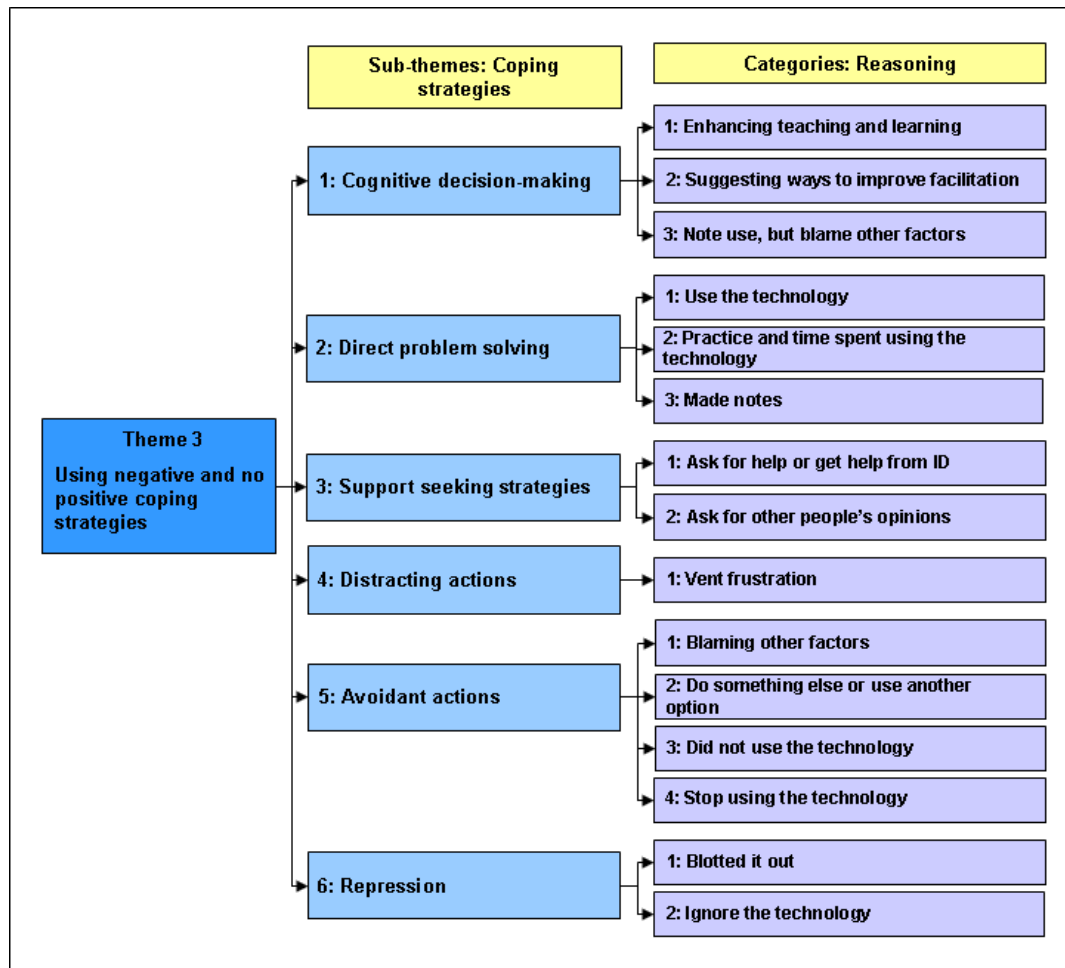 Sub-themes: Coping
strategies
Categories: Reasoning
1: Enhancing teaching and learning
1: Cognitive decision-making
2: Suggesting ways to improve facilitation
3: Note use, but blame other factors
1: Use the technology
2: Direct problem solving
2: Practice and time spent using the
technology
3: Made notes
Theme 3
Using negative and no
positive coping
strategies
1: Ask for help or get help from ID
3: Support seeking strategies
2: Ask for other people's opinions
4: Distracting actions
1: Vent frustration
1: Blaming other factors
5: Avoidant actions
2: Do something else or use another
option
3: Did not use the technology
4: Stop using the technology
1: Blotted it out
6: Repression
2: Ignore the technology